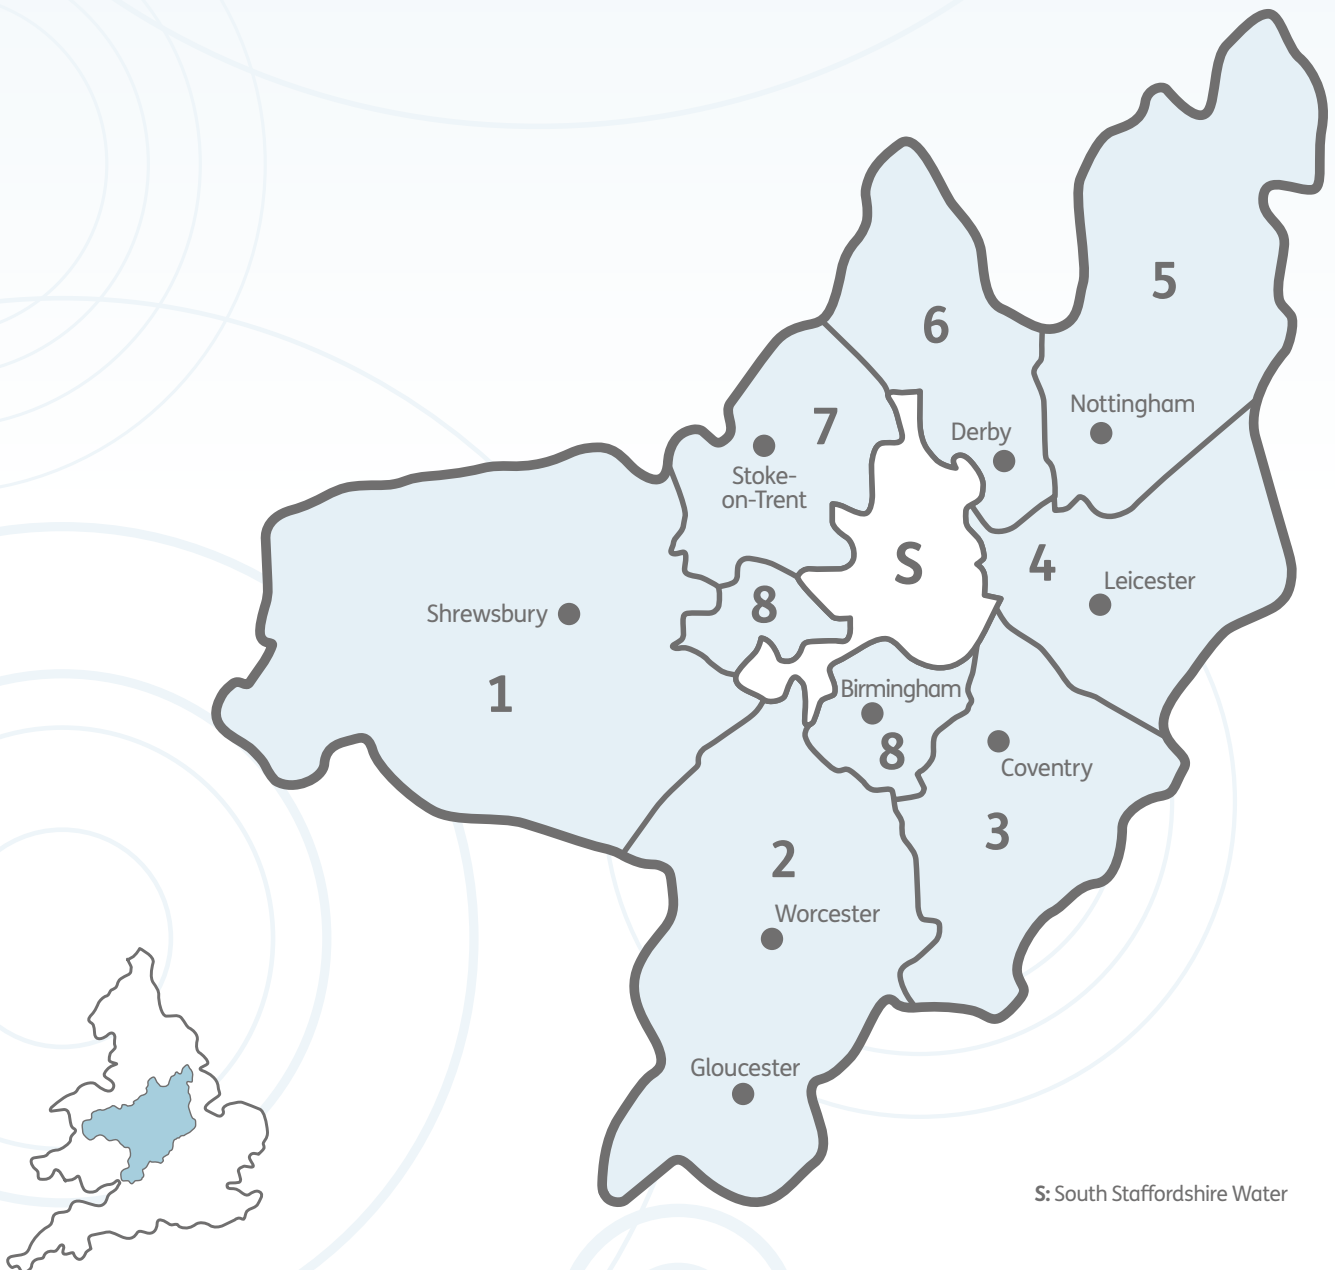 5
6
Nottingham
7
Derby
Stoke-
on-Trent
S
4
Leicester
8
Shrewsbury
1
Birmingham
8
Coventry
3
2
Worcester
Gloucester
S: South Staffordshire Water